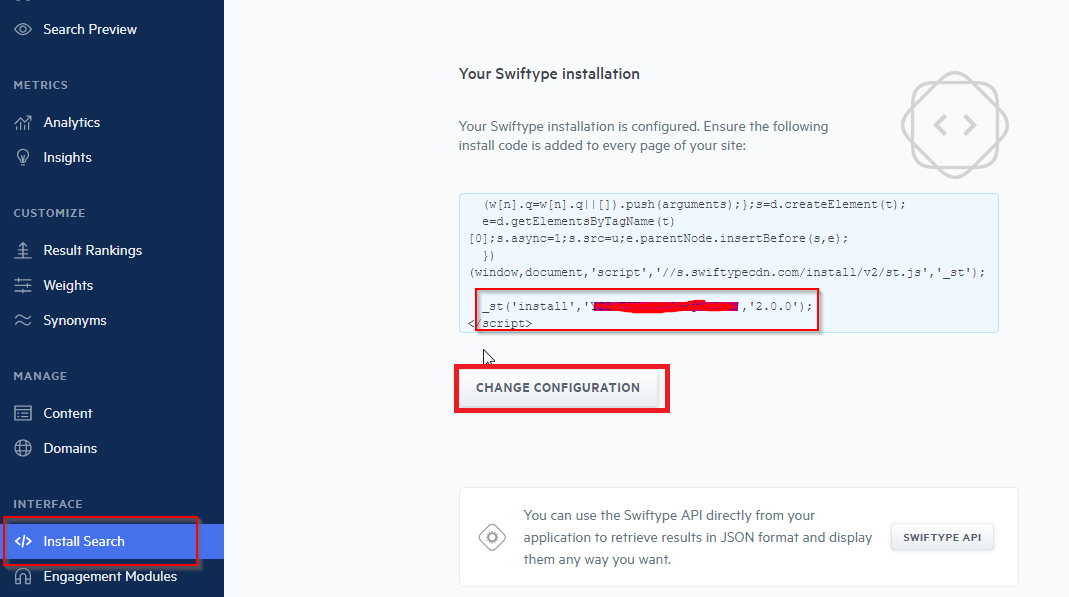 Search Preview
METRICS
Analytics
Insights
CUSTOMIZE
Result Rankings
Weights
Synonyms
MANAGE
Content
Domains
INTERFACE
</> Install Search
Engagement Modules
Your Swiftype installation
Your Swiftype installation is configured. Ensure the following
install code is added to every page of your site:
(w[n].q=w[n].q||[]).push(arguments);};s=d.createElement(t);
e=d.getElementsByTagName(t)
[0];s.async=1;s.src=u;e.parentNode.insertBefore(s,e);
})
(window,document,'script','//s.swiftypecdn.com/install/v2/st.js','_st');
_st('install',' ','2.0.0');
</script>
CHANGE CONFIGURATION
You can use the Swiftype API directly from your
application to retrieve results in JSON format and display
them any way you want.
SWIFTYPE API